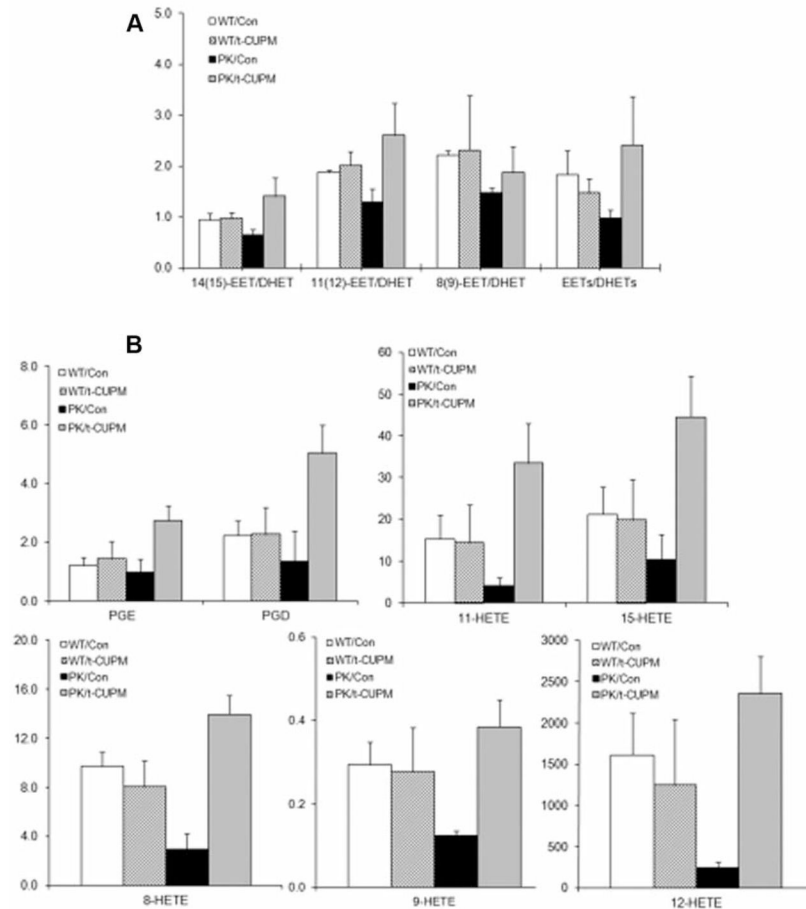 A
WT/Con
WT/t-CUPM
PK/Con
PK/t-CUPM
5.0
4.0
3.0
2.0
1.0
0.0
14(15)-EET/DHET 11(12)-EET/DHET 8(9)-EET/DHET EETs/DHETs
B
WT/Con
WT/t-CUPM
PK/Con
PK/t-CUPM
8.0
6.0
4.0
2.0
0.0
PGE PGD
WT/Con
WT/t-CUPM
PK/Con
PK/t-CUPM
60
50
40
30
20
10
0
11-HETE 15-HETE
WT/Con
WT/t-CUPM
PK/Con
PK/t-CUPM
20.0
16.0
12.0
8.0
4.0
0.0
8-HETE
WT/Con
WT/t-CUPM
PK/Con
PK/t-CUPM
0.6
0.4
0.2
0.0
9-HETE
WT/Con
WT/t-CUPM
PK/Con
PK/t-CUPM
3000
2500
2000
1500
1000
500
0
12-HETE